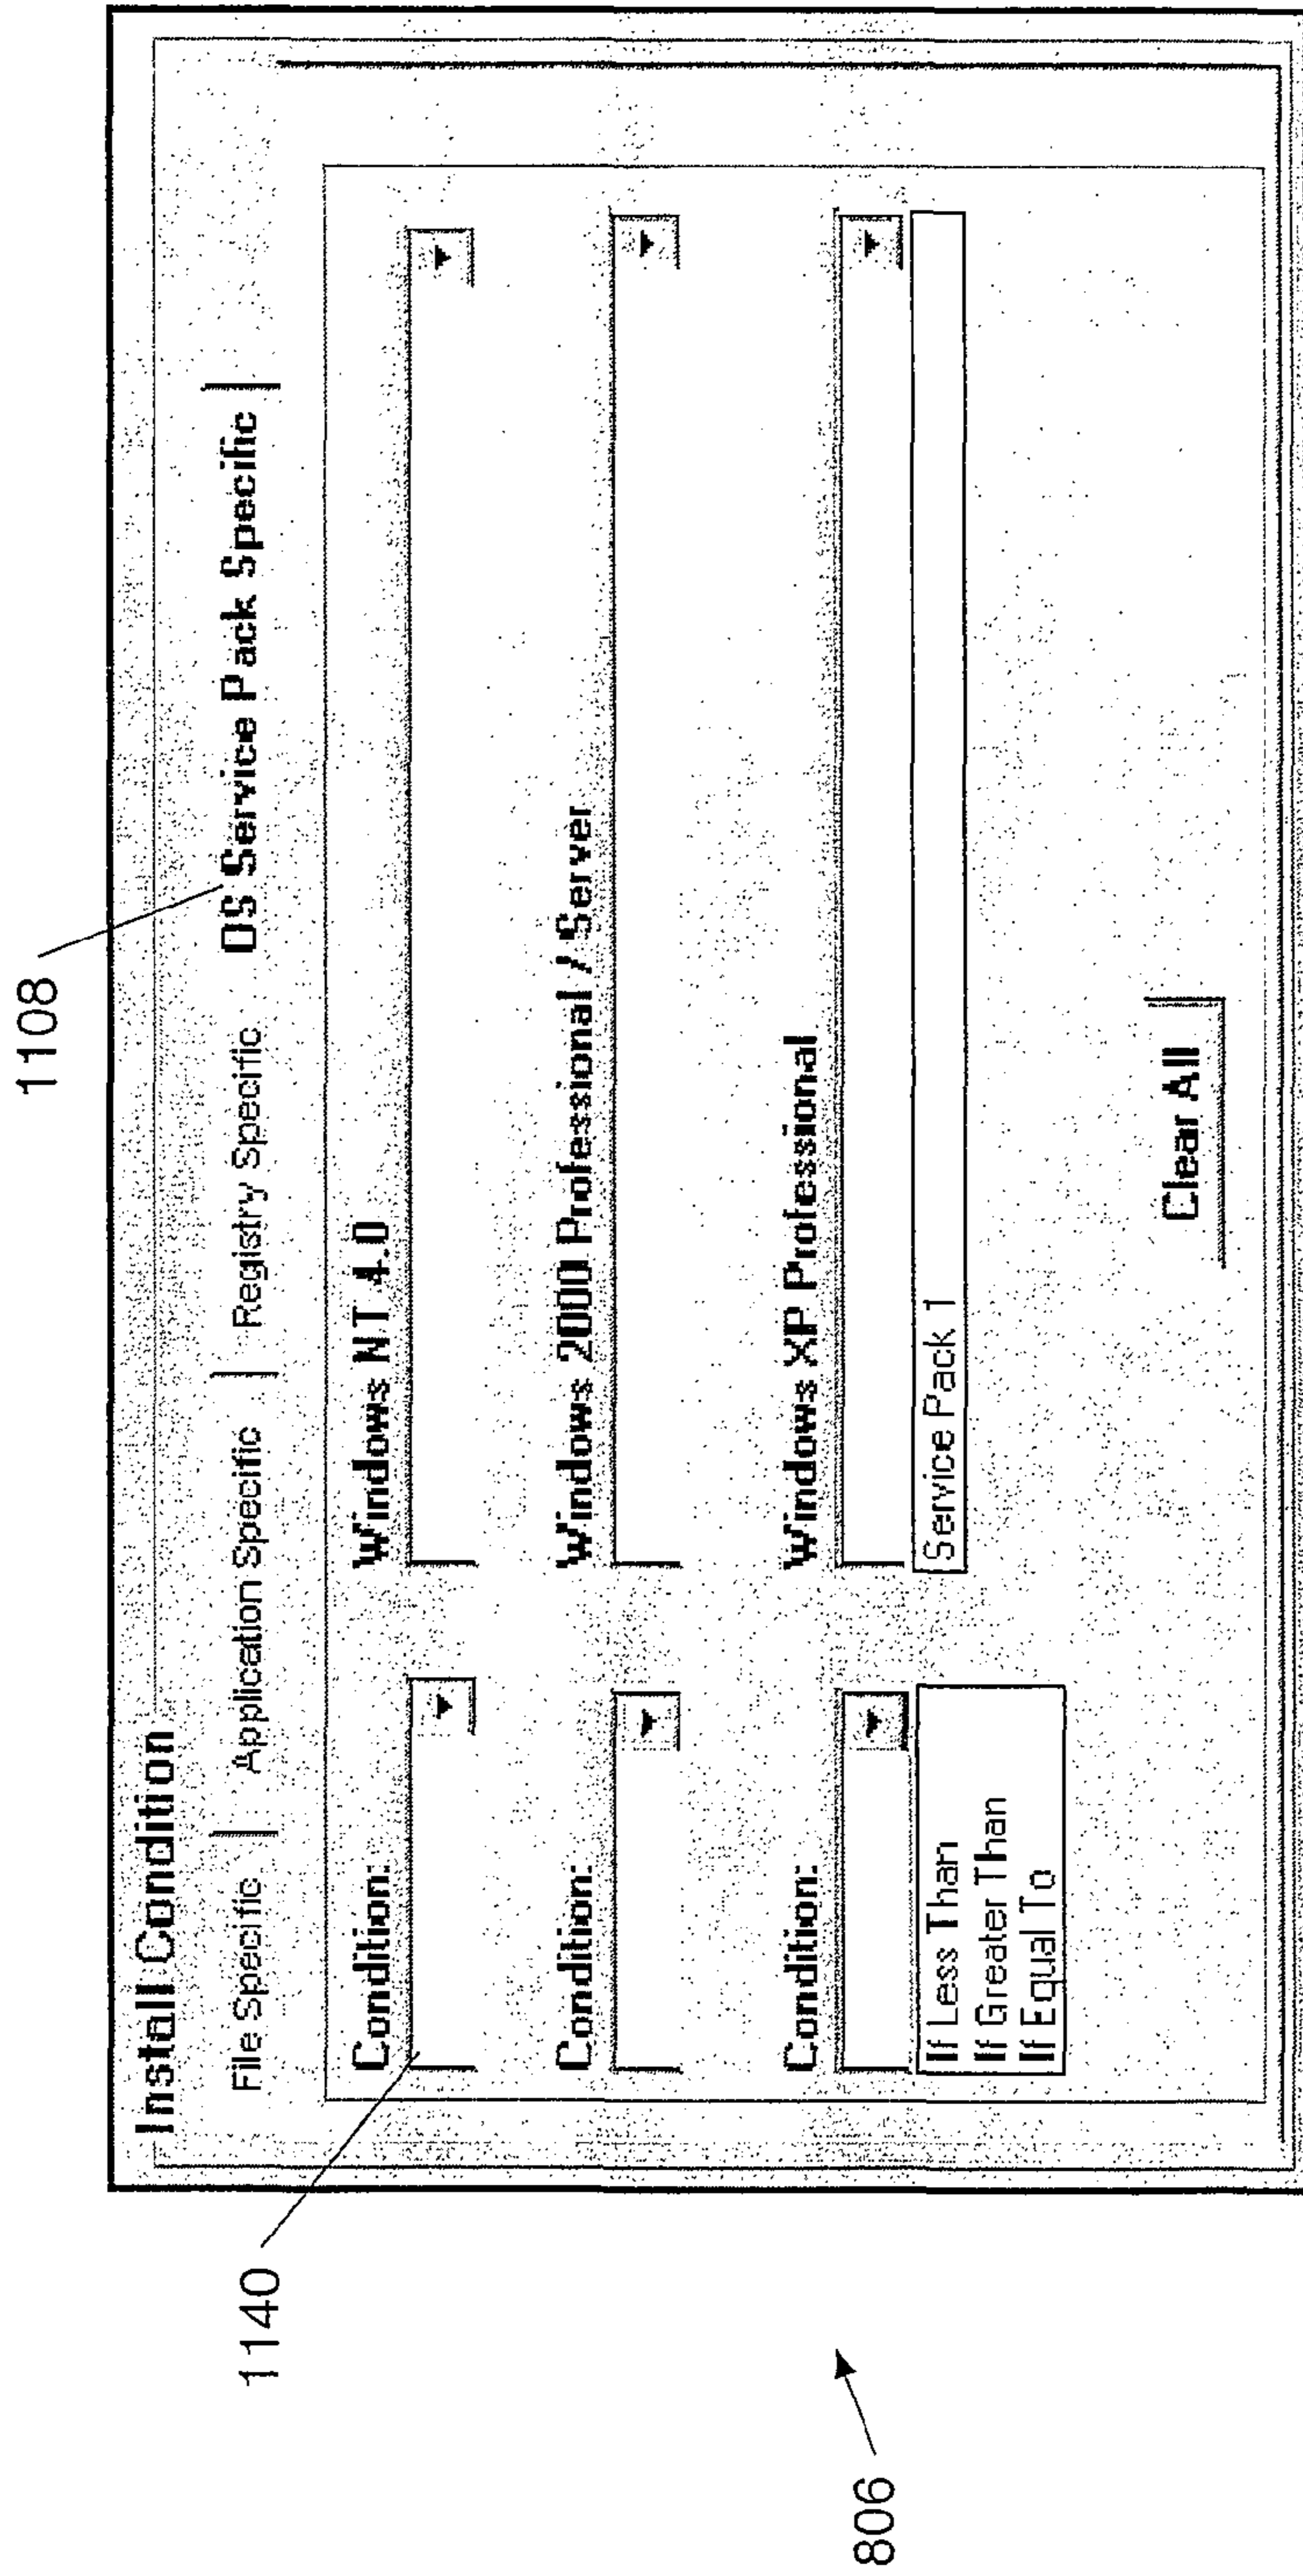 1108
Install Condition
File Specific Application Specific Registry Specific OS Service Pack Specific
1140
Condition: Windows NT 4.0
Condition: Windows 2000 Professional / Server
Condition: Windows XP Professional
806
If Less Than Service Pack 1
If Greater Than
If Equal To
Clear All